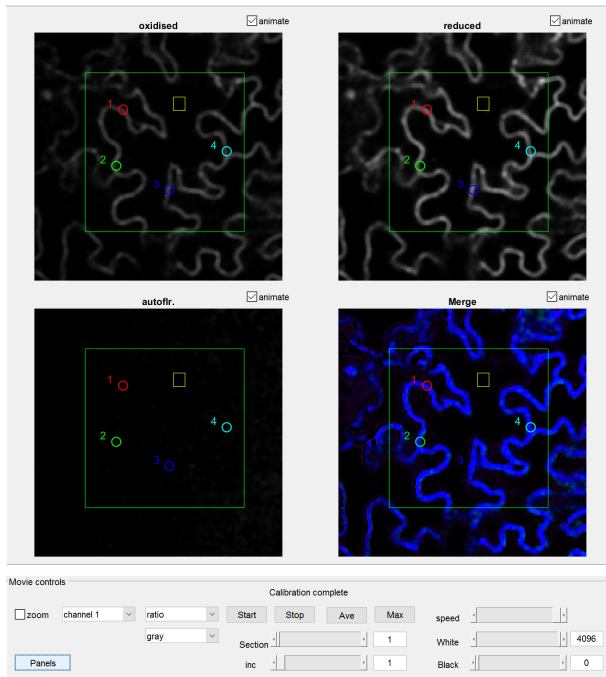 animate
animate
oxidised
reduced
1
2
3
4
1
2
3
4
animate
animate
autoflr.
Merge
1
2
3
4
1
2
3
4
Movie controls
Calibration complete
zoom
channel 1
ratio
Start
Stop
Ave
Max
speed
gray
Section
1
White
4096
Panels
inc
1
Black
0